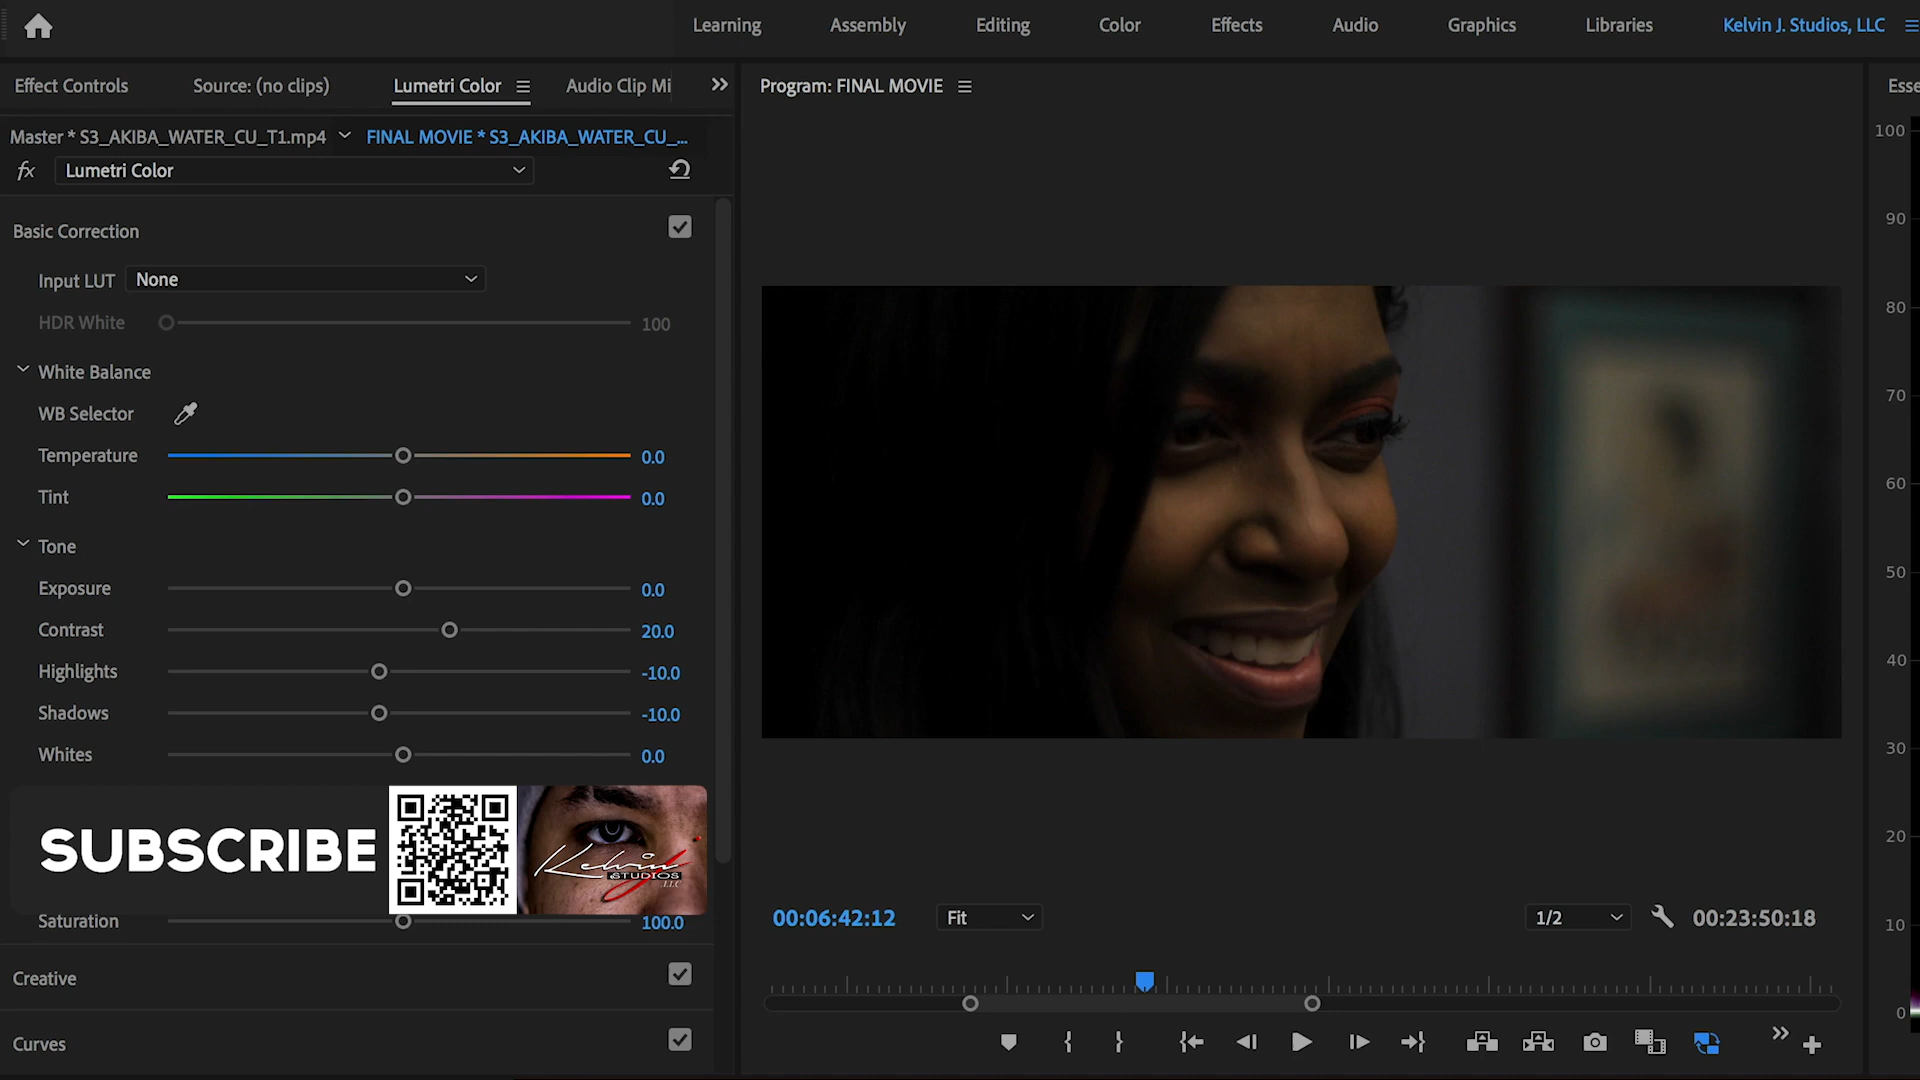 Learning
Assembly
Editing
Color
Effects
Audio
Graphics
Libraries
Kelvin J. Studios, LLC
Effect Controls
Source: (no clips)
Lumetri Color
Audio Clip Mi
Program: FINAL MOVIE
Esse
Master * S3_AKIBA_WATER_CU_T1.mp4
FINAL MOVIE * S3_AKIBA_WATER_CU_...
fx
Lumetri Color
Basic Correction
Input LUT
None
HDR White
100
White Balance
WB Selector
Temperature
0.0
Tint
0.0
Tone
Exposure
0.0
Contrast
20.0
Highlights
-10.0
Shadows
-10.0
Whites
0.0
SUBSCRIBE
KelvinJ
STUDIOS
LLC
Saturation
100.0
Creative
Curves
00:06:42:12
Fit
1/2
00:23:50:18
100
90
80
70
60
50
40
30
20
10
0